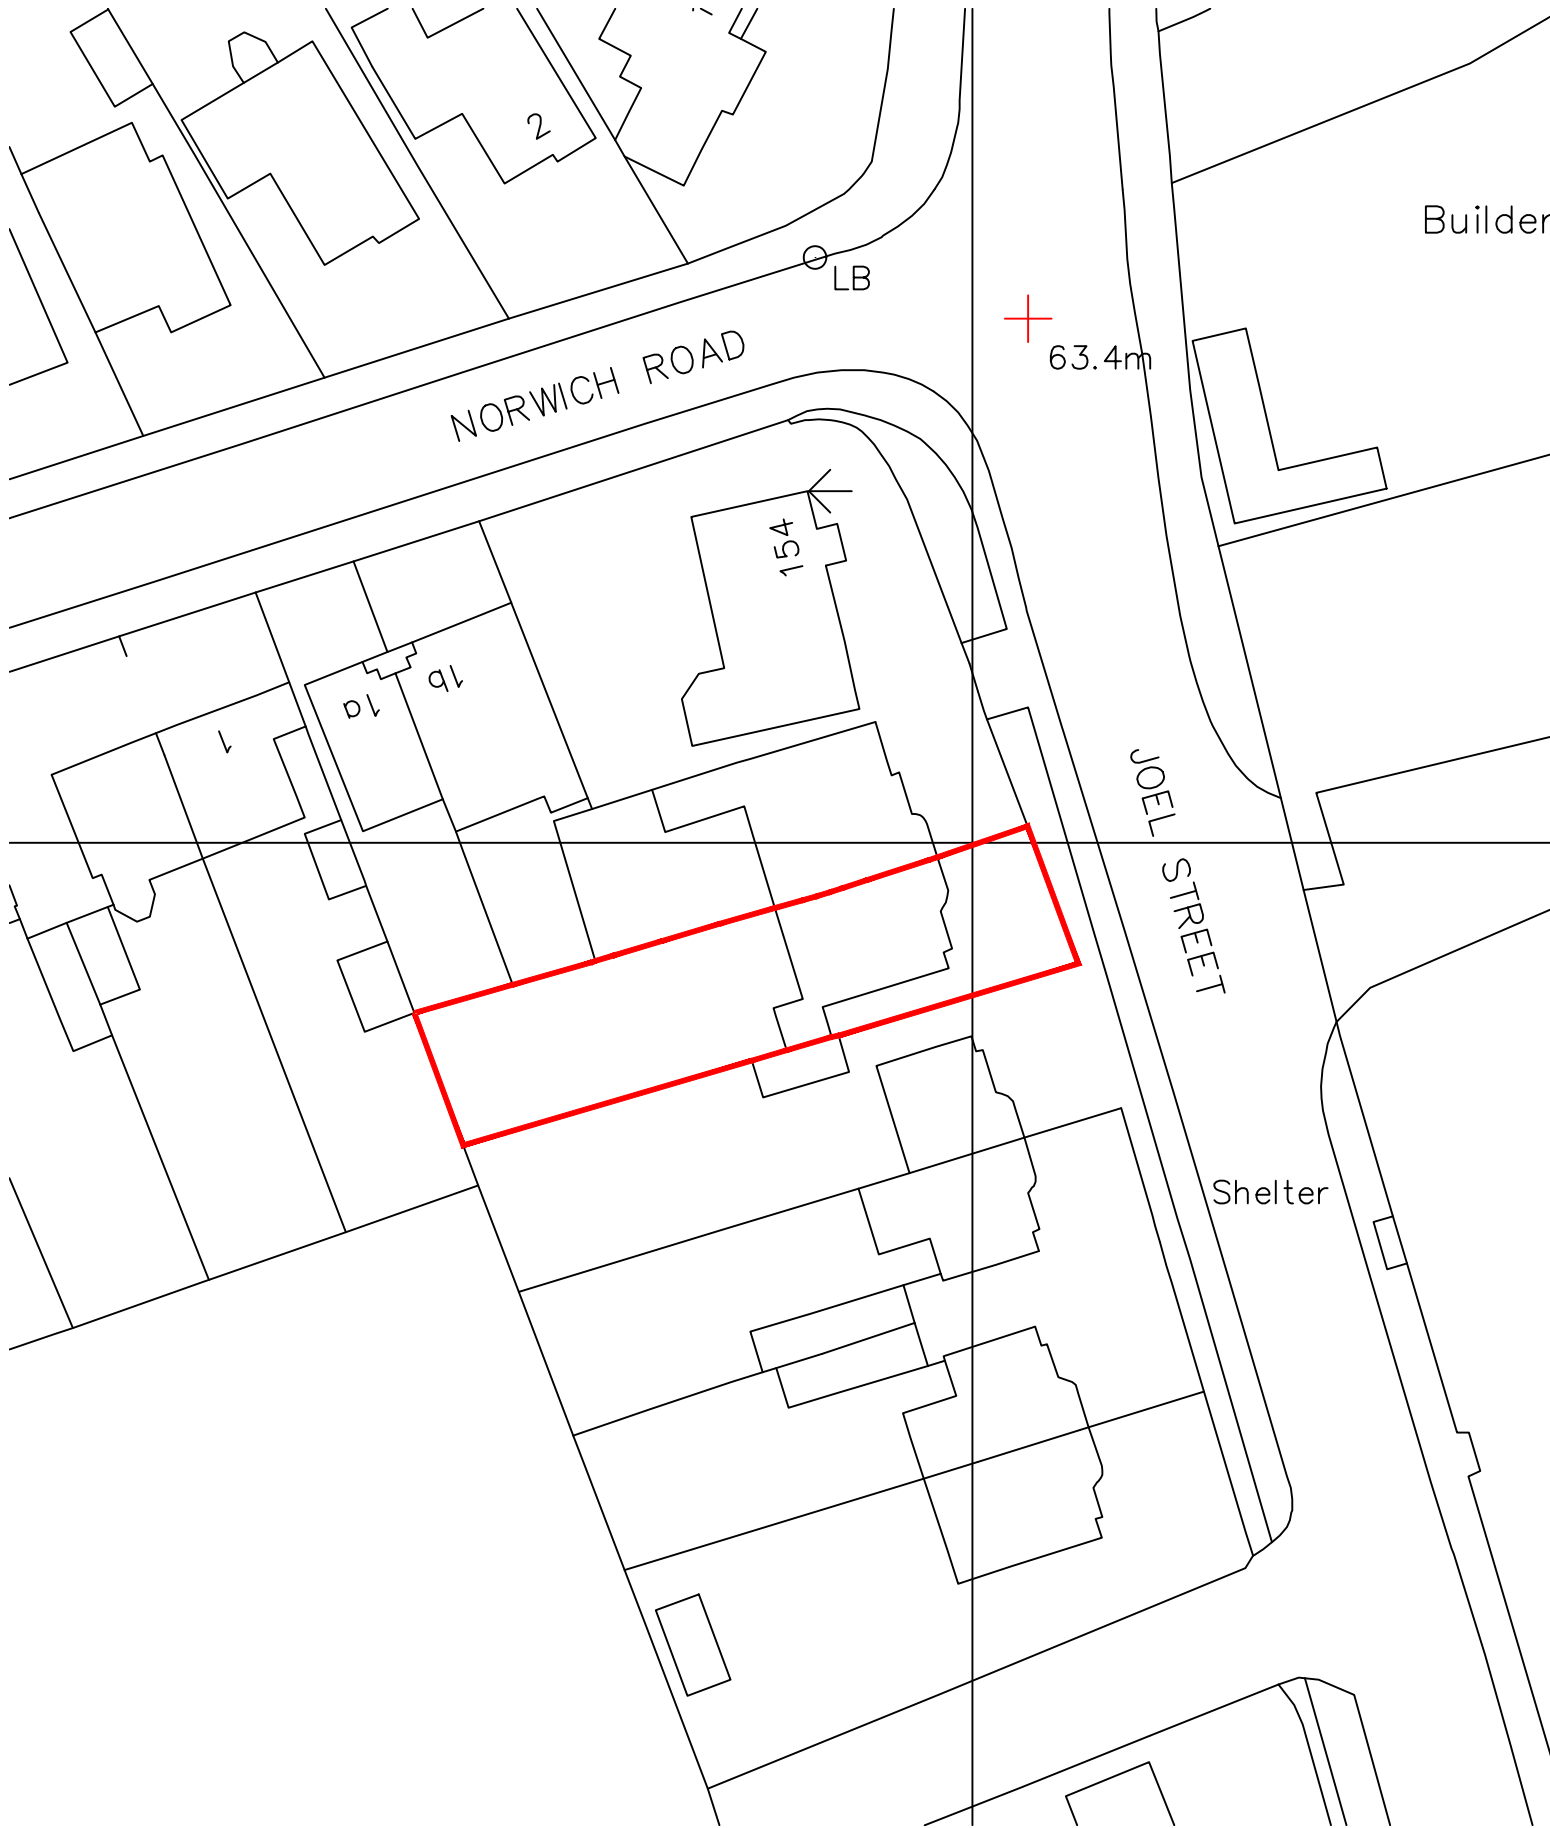 2
Builder
LB
NORWICH ROAD
63.4m
154
1b
1a
1
JOEL STREET
Shelter